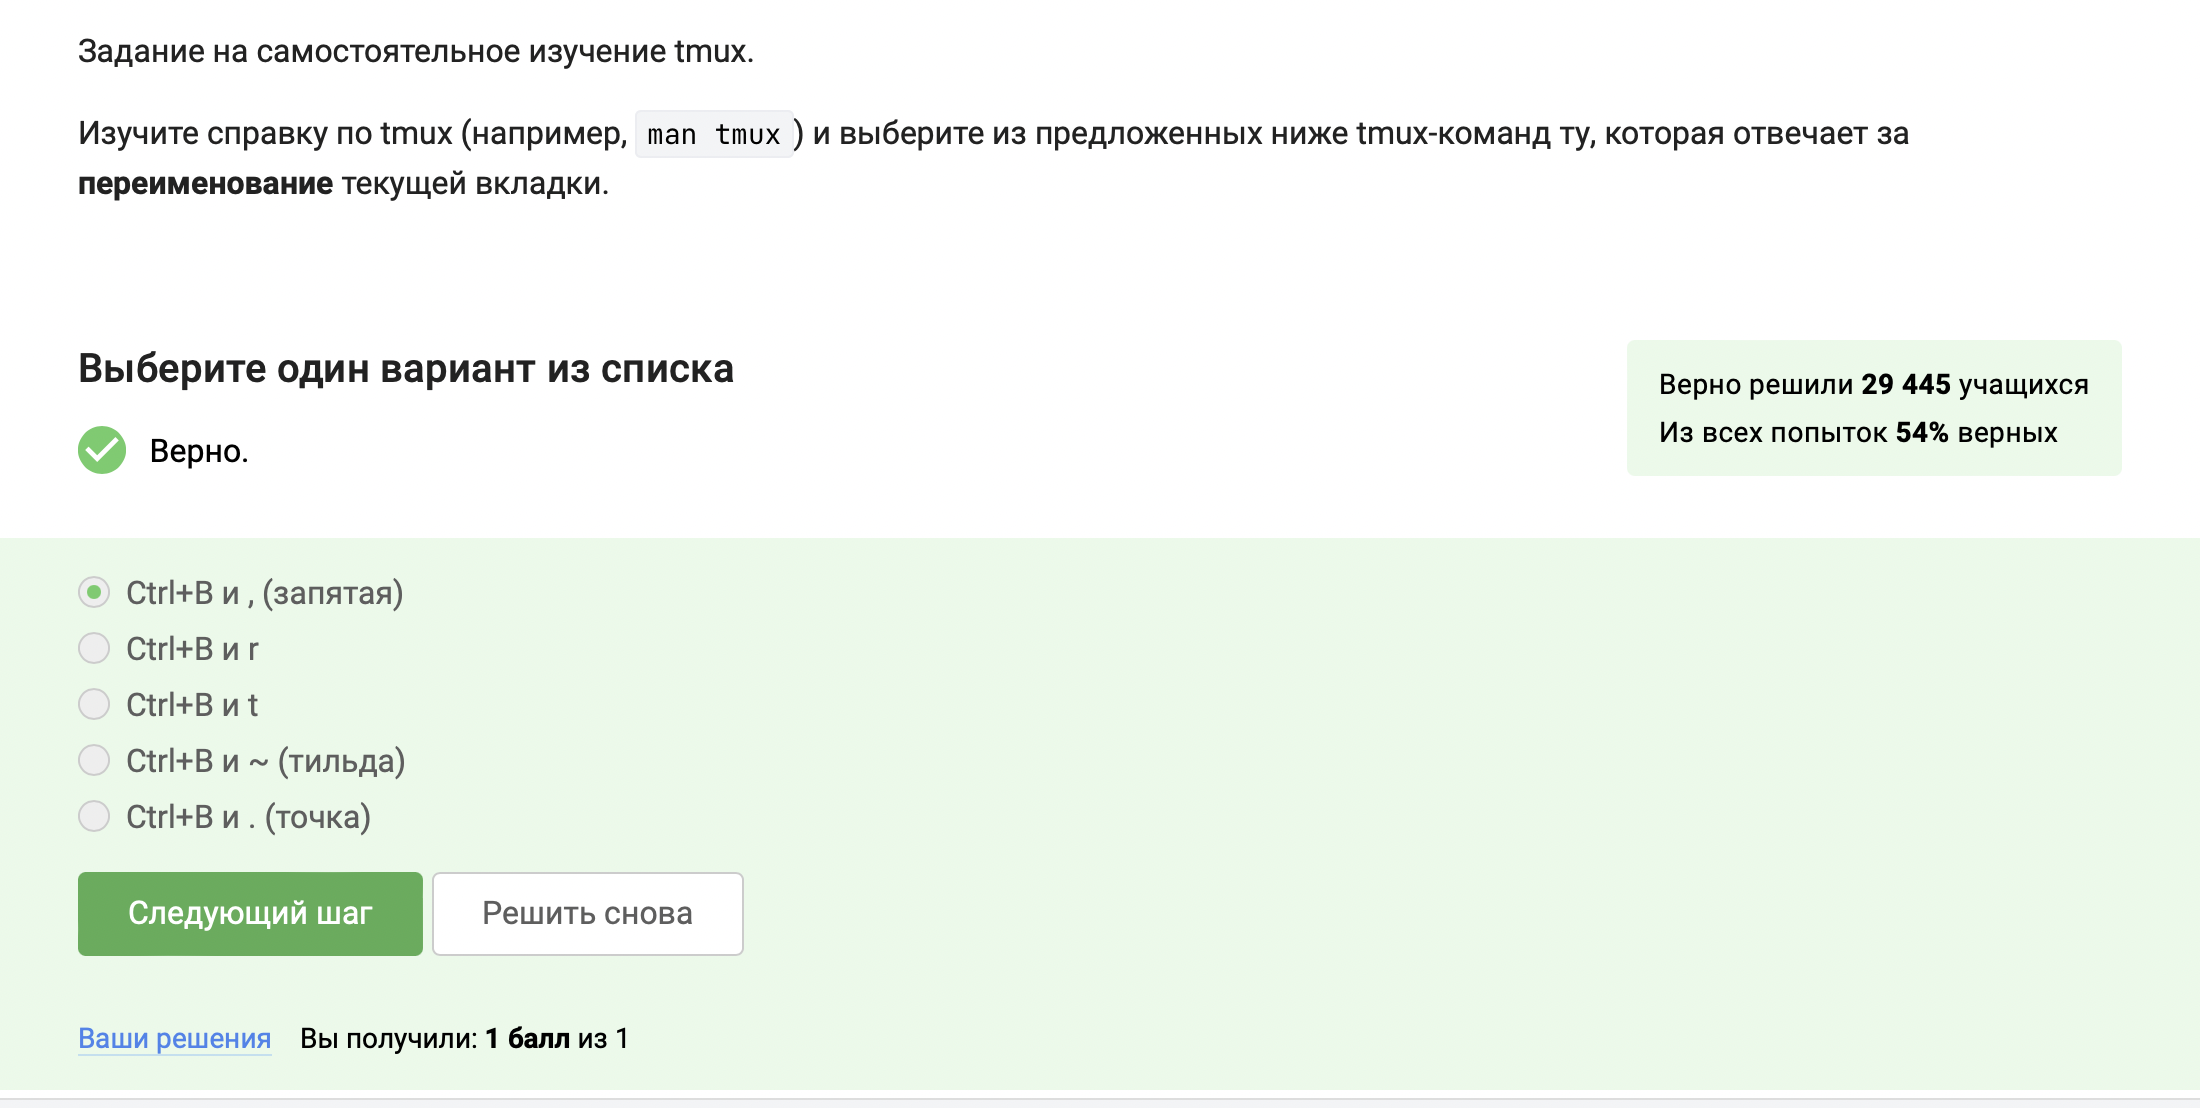 Задание на самостоятельное изучение tmux.
Изучите справку по tmux (например, man tmux) и выберите из предложенных ниже tmux-команд ту, которая отвечает за
переименование текущей вкладки.
Выберите один вариант из списка
Верно.
Верно решили 29 445 учащихся
Из всех попыток 54% верных
Ctrl+B и , (запятая)
Ctrl+B и r
Ctrl+B и t
Ctrl+B и ~ (тильда)
Ctrl+B и . (точка)
Следующий шаг
Решить снова
Ваши решения Вы получили: 1 балл из 1